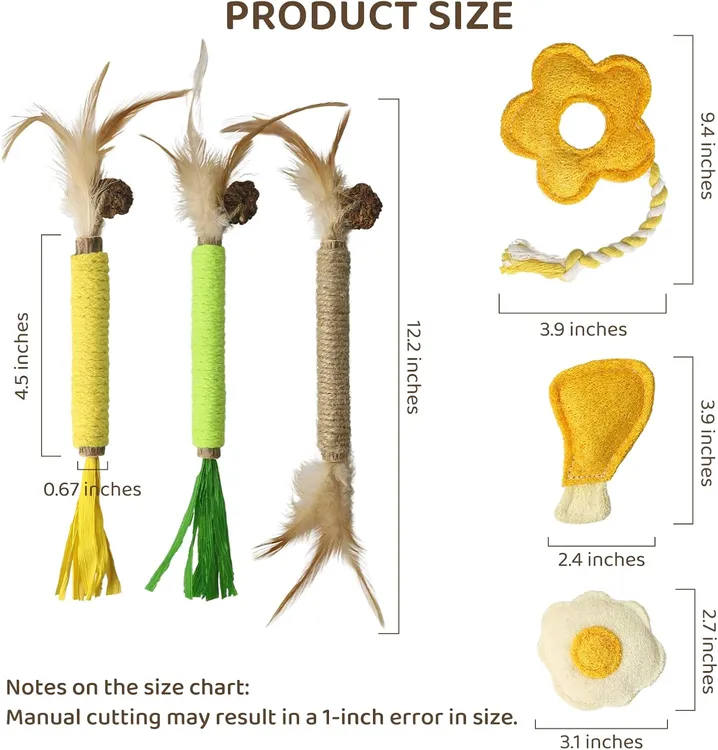 PRODUCT SIZE
4.5 inches
0.67 inches
12.2 inches
9.4 inches
3.9 inches
3.9 inches
2.4 inches
2.7 inches
3.1 inches
Notes on the size chart:
Manual cutting may result in a 1-inch error in size.